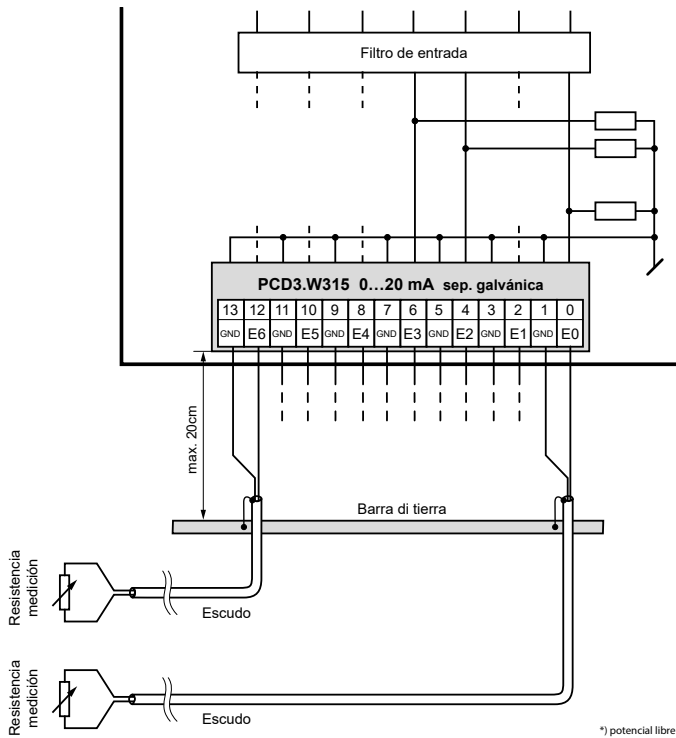 Filtro de entrada
PCD3.W315 0…20 mA sep. galvánica
13 12 11 10 9 8 7 6 5 4 3 2 1 0
GND E6 GND E5 GND E4 GND E3 GND E2 GND E1 GND E0
max. 20cm
Barra di tierra
Resistencia
medición
Escudo
Resistencia
medición
Escudo
*) potencial libre